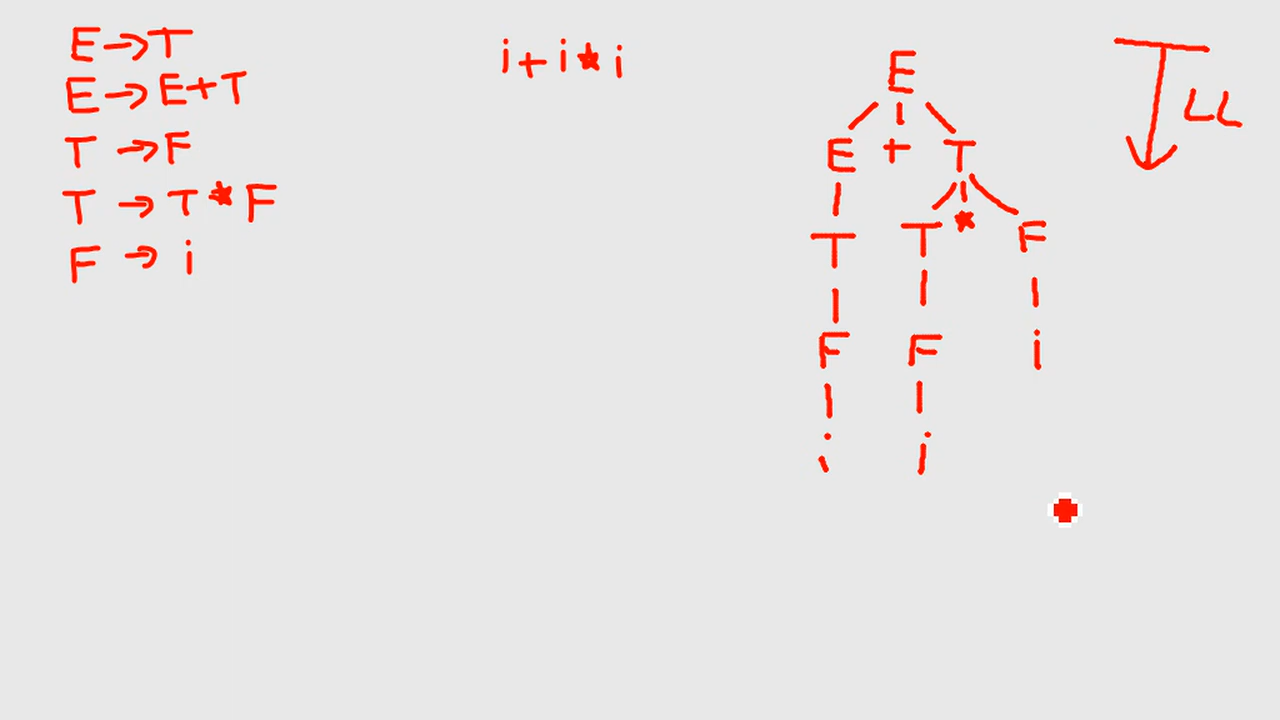 E→T
E→E+T
T→F
T→T*F
F→i
i+i*i
E
E + T
T T * F
F F i
i i
LL